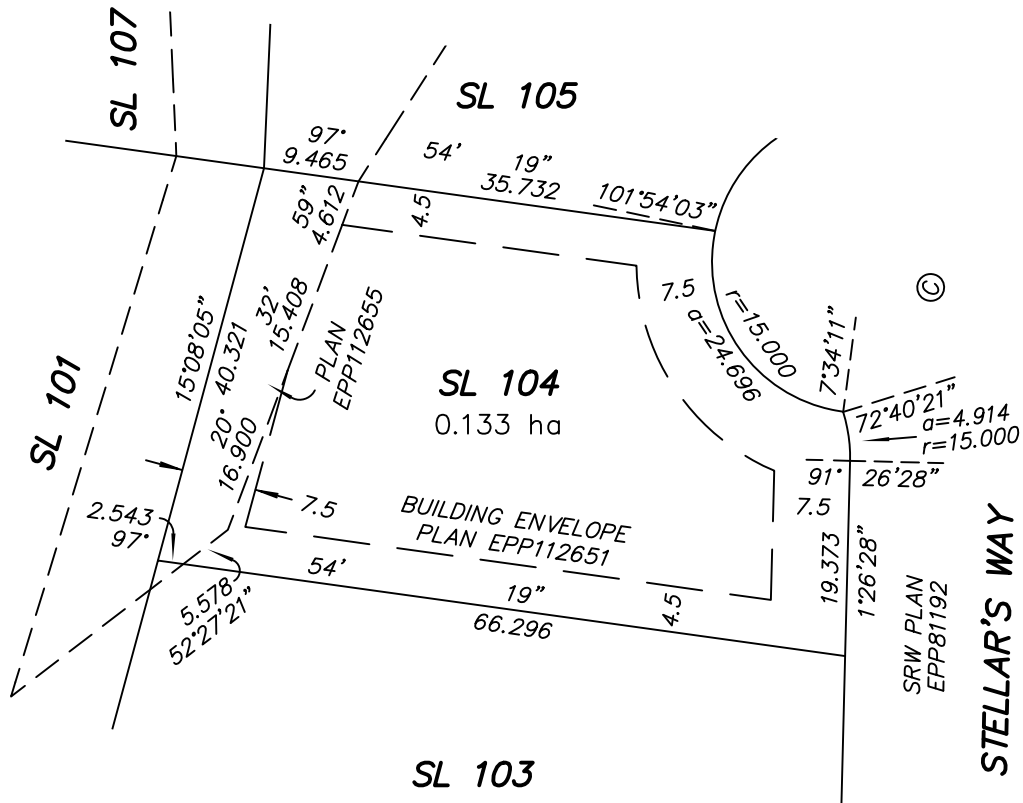 SL 107
SL 105
97° 54' 19"
9.465
35.732
101°54'03"
59"
4.612
4.5
32'
15.408
15°08'05"
40.321
PLAN
EPP112655
7.5
r=15.000
a=24.696
©
7°34'11"
SL 101
SL 104
0.133 ha
72°40'21"
a=4.914
r=15.000
20°
16.900
91° 26'28"
7.5
2.543
97° 54' 19"
7.5
BUILDING ENVELOPE
PLAN EPP112651
19.373
1°26'28"
5.578
52°27'21"
66.296
4.5
SRW PLAN
EPP81192
STELLAR'S WAY
SL 103